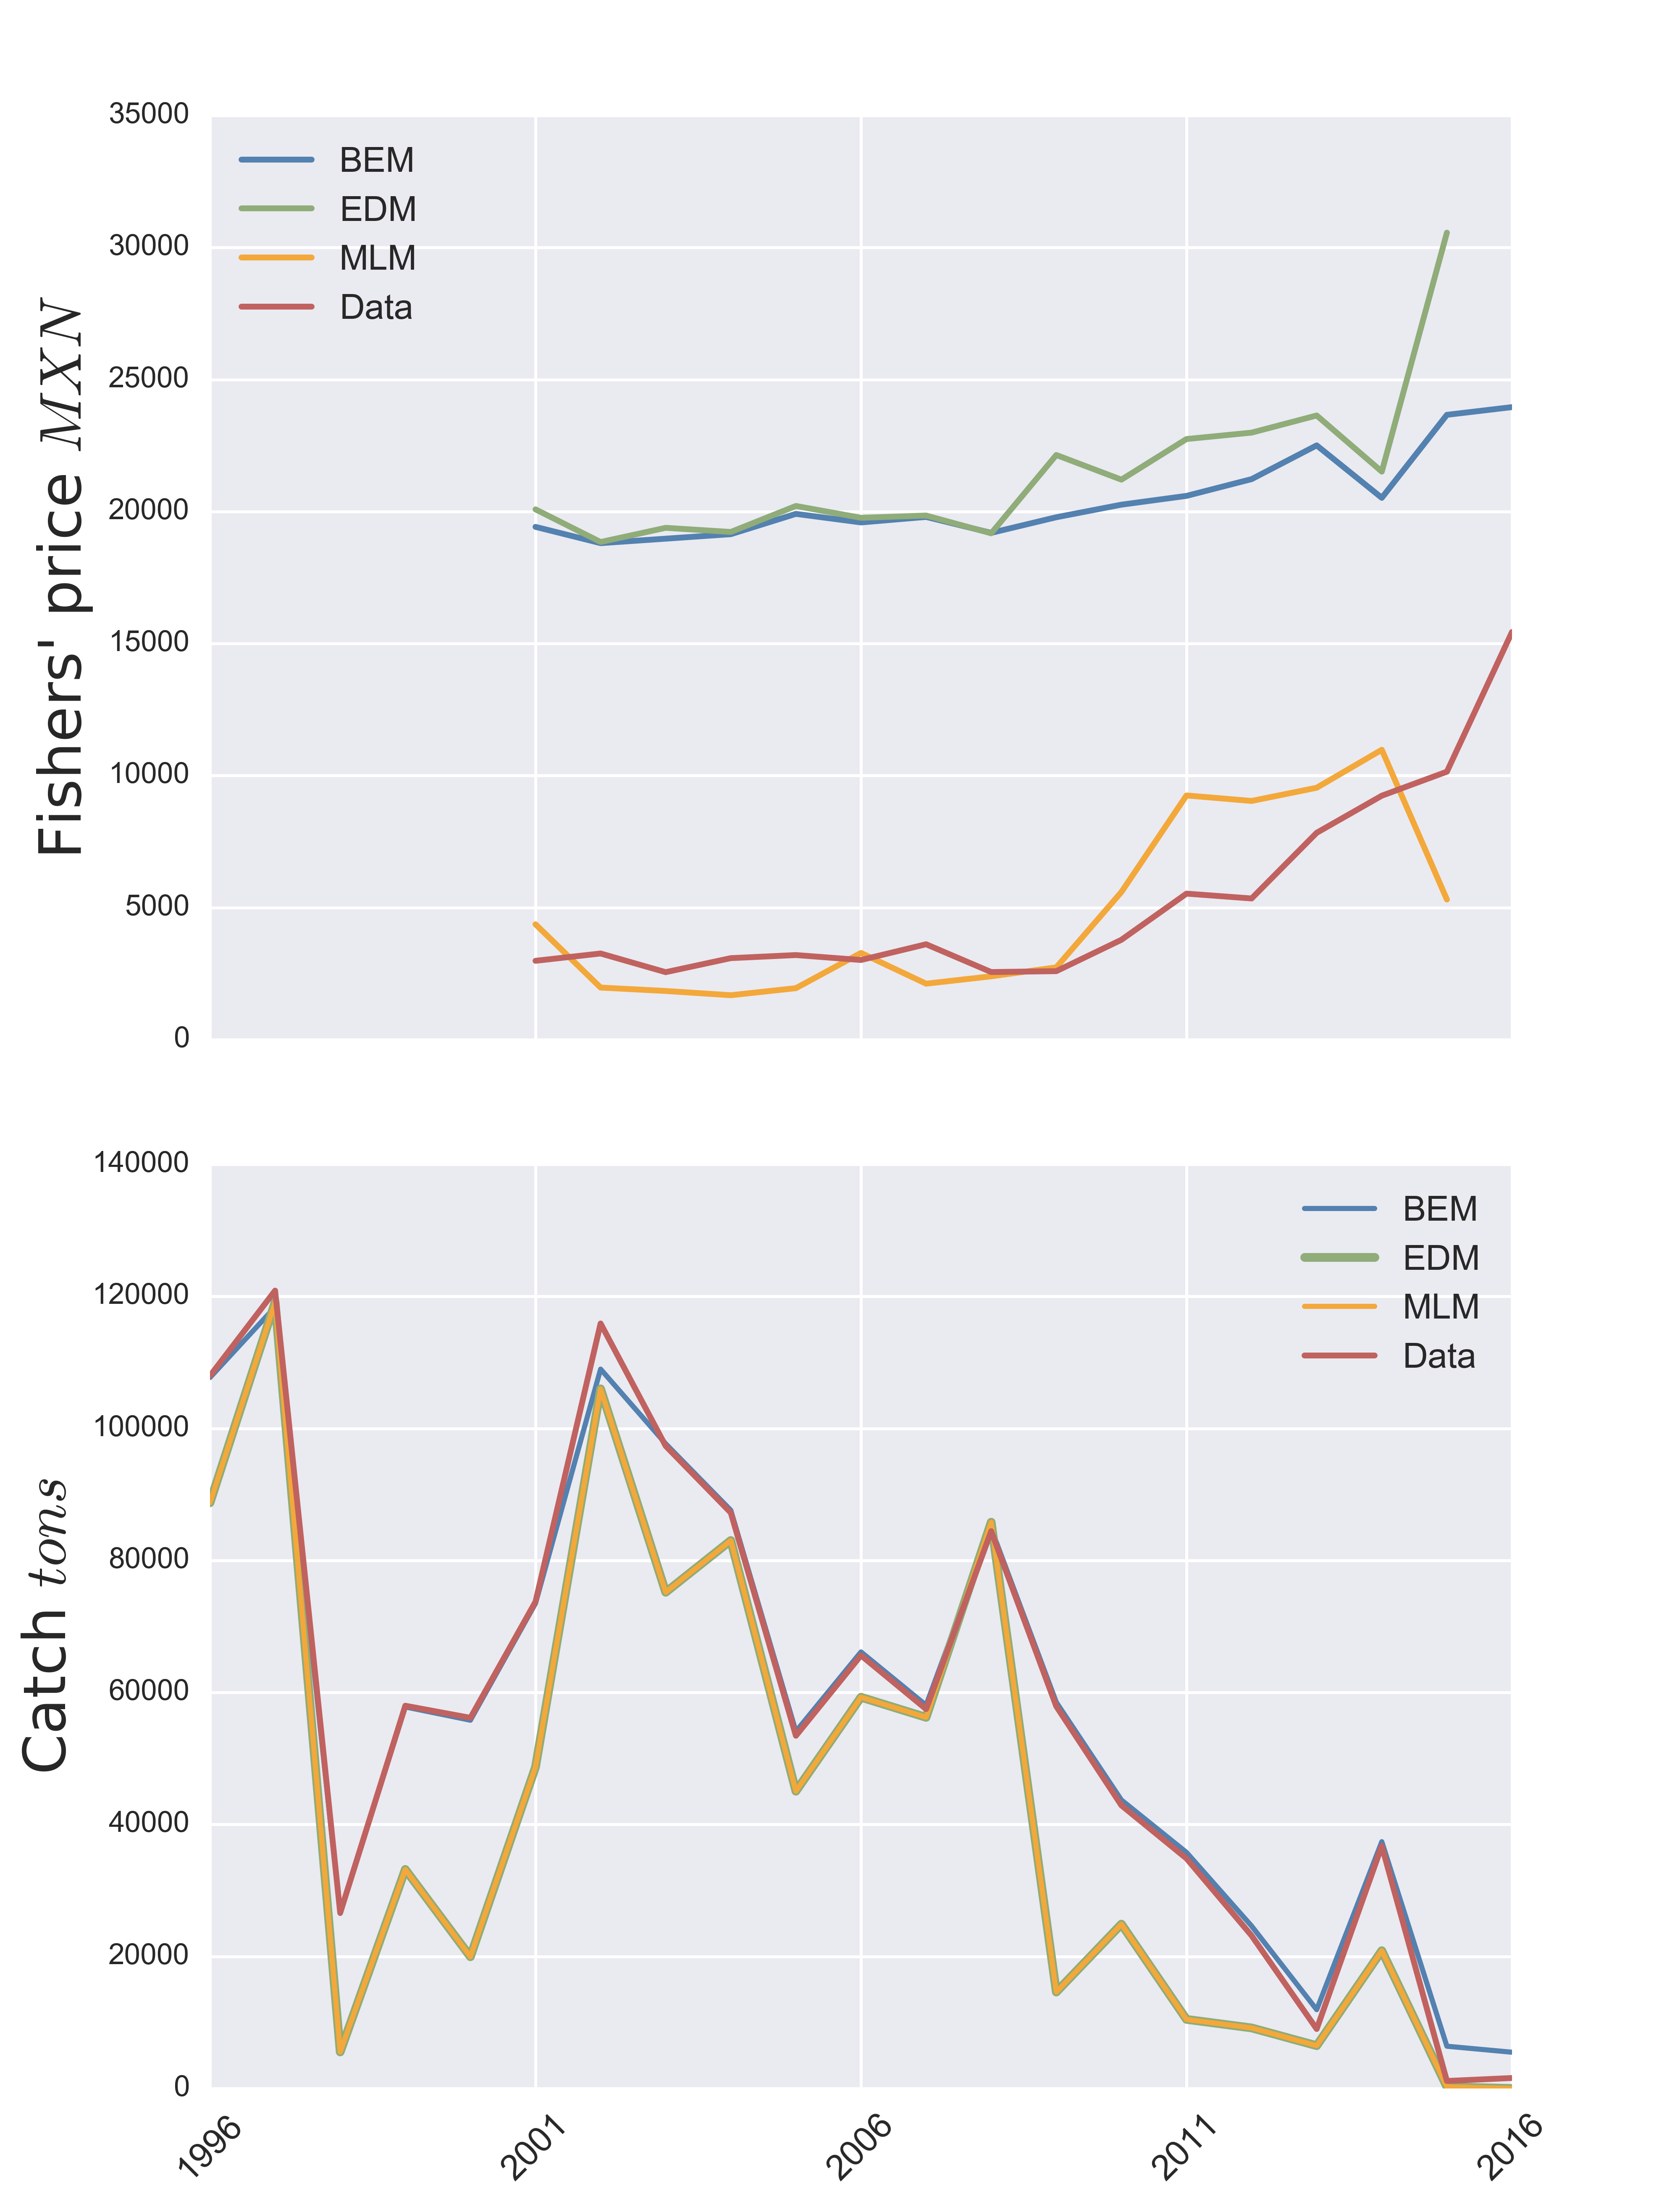 35000
30000
25000
20000
15000
10000
5000
0
Fishers' price MXN
BEM
EDM
MLM
Data
140000
120000
100000
80000
60000
40000
20000
0
Catch tons
BEM
EDM
MLM
Data
1996
2001
2006
2011
2016